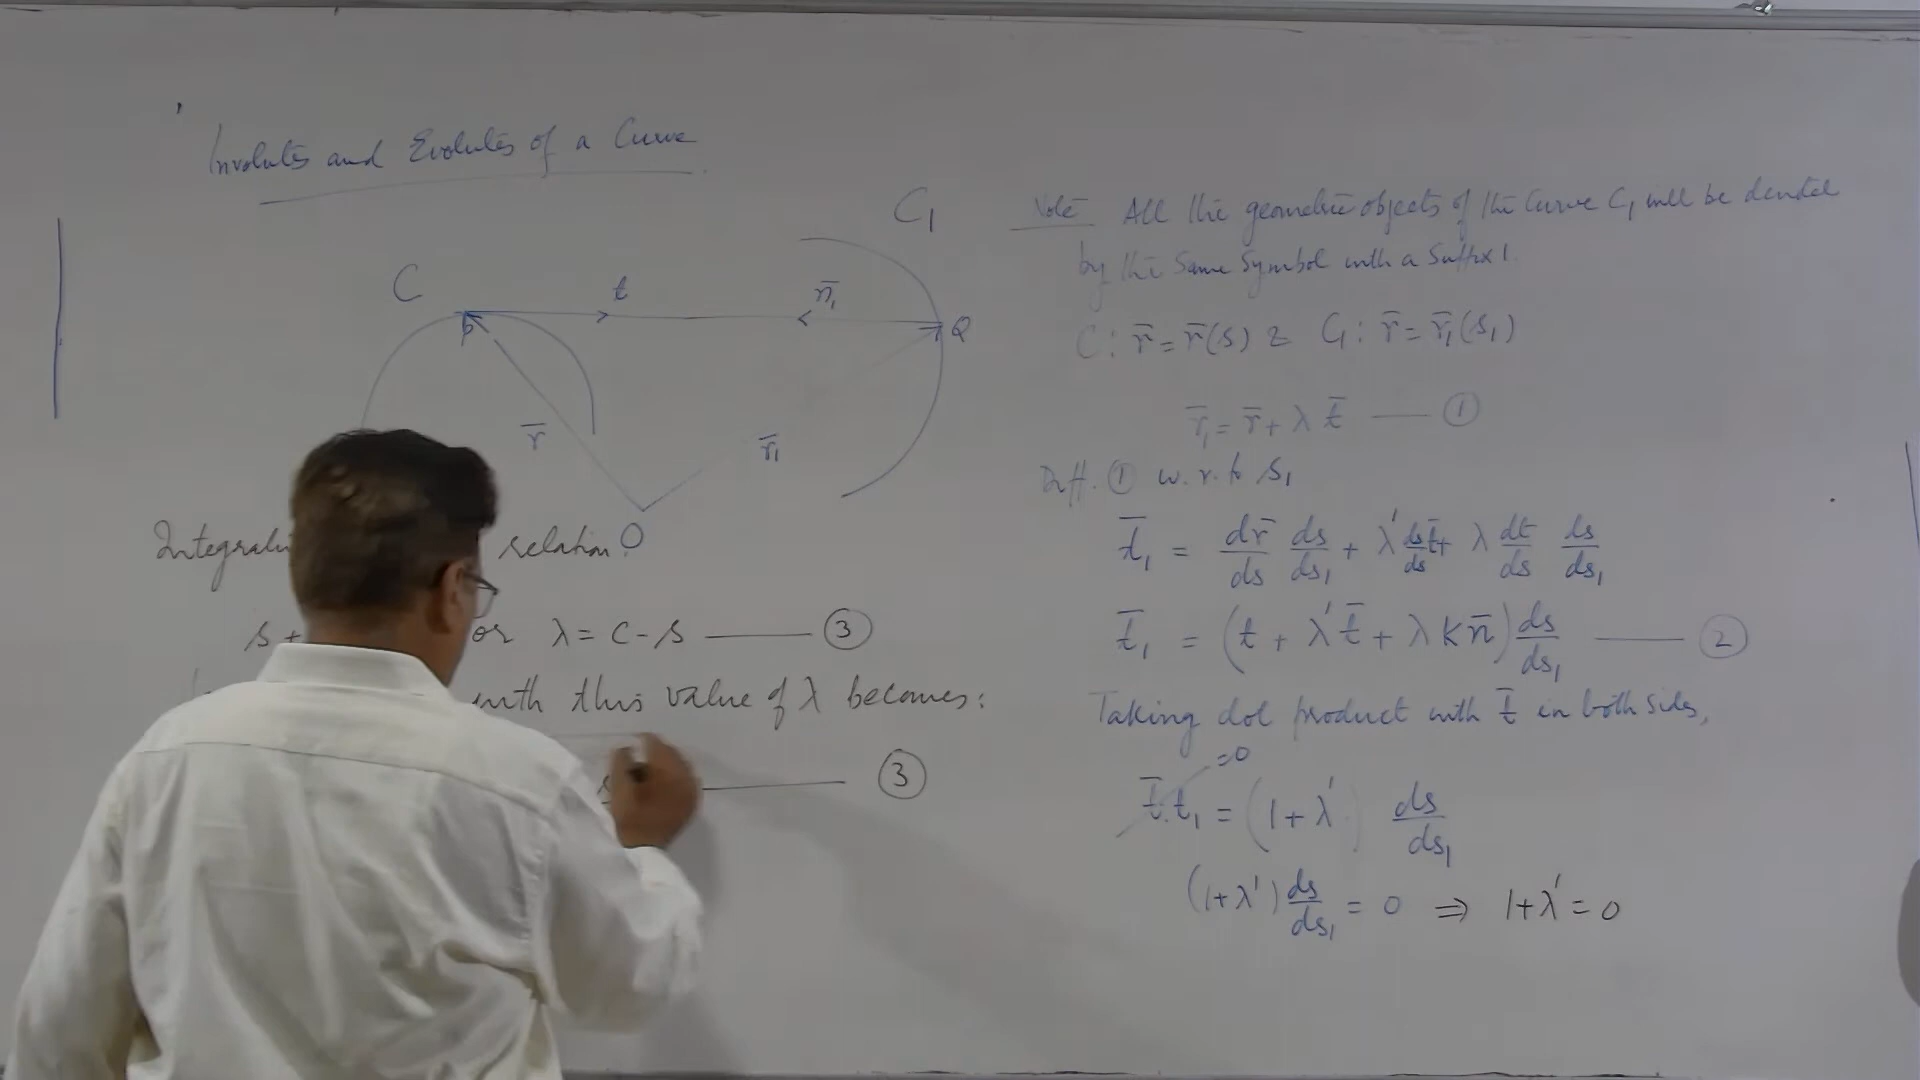 Involutes and Evolutes of a Curve
C
C₁
t
n̄₁
P
Q
r̄
r̄₁
O
relation
s + or λ = c - s —— ③
with this value of λ becomes:
—— ③
Note All the geometric objects of the Curve C₁ will be denoted
by the Same Symbol with a Suffix 1.
C: r̄ = r̄(s) & C₁: r̄ = r̄₁(s₁)
r̄₁ = r̄ + λ t̄ —— ①
Diff. ① w.r.to s₁
t̄₁ = dr̄/ds ds/ds₁ + λ' ds/ds t̄ + λ dt/ds ds/ds₁
t̄₁ = (t + λ' t̄ + λ k n̄) ds/ds₁ —— ②
Taking dot product with t̄ in both sides,
=0
t̄.t₁ = (1+λ') ds/ds₁
(1+λ') ds/ds₁ = 0 ⇒ 1+λ' = 0